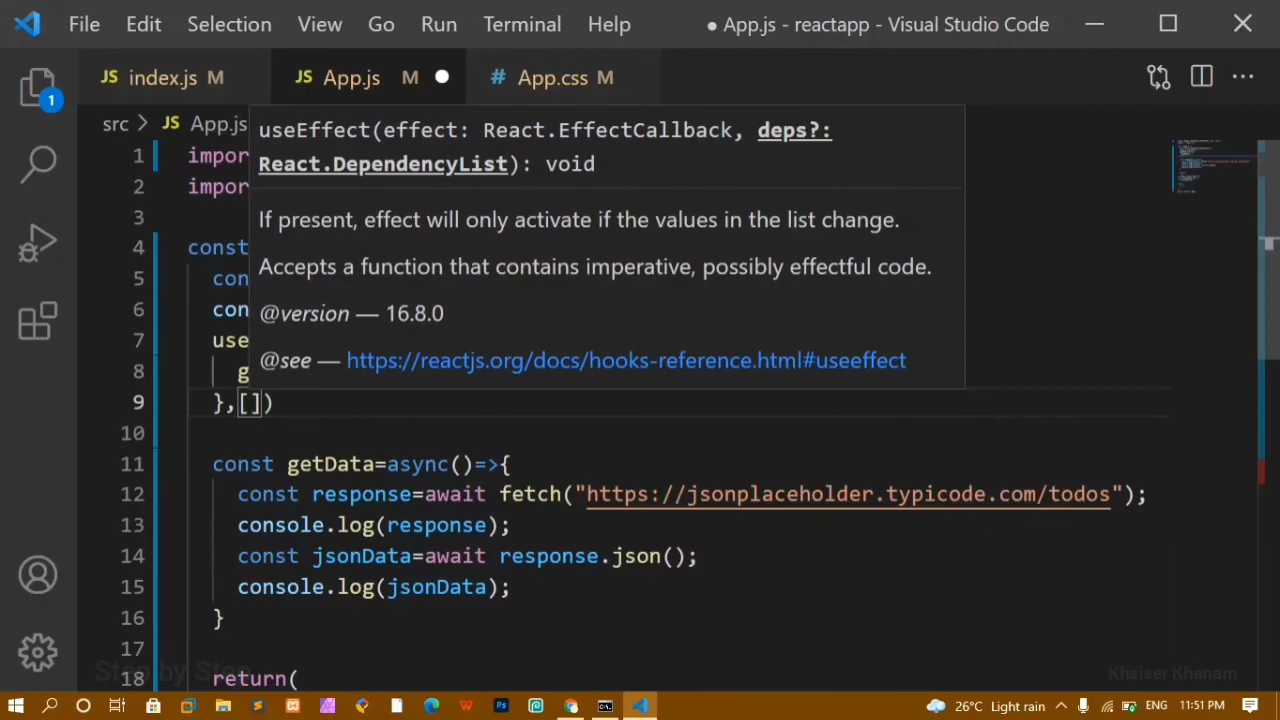 File Edit Selection View Go Run Terminal Help ● App.js - reactapp - Visual Studio Code
JS index.js M JS App.js M ● # App.css M
1
src > JS App.js
useEffect(effect: React.EffectCallback, deps?:
React.DependencyList): void
If present, effect will only activate if the values in the list change.
Accepts a function that contains imperative, possibly effectful code.
@version — 16.8.0
@see — https://reactjs.org/docs/hooks-reference.html#useeffect
1 impor
2 impor
3
4 const
5 con
6 con
7 use
8 g
9 },[])
10
11 const getData=async()=>{
12 const response=await fetch("https://jsonplaceholder.typicode.com/todos");
13 console.log(response);
14 const jsonData=await response.json();
15 console.log(jsonData);
16 }
17
18 return(
Step by Step
Khaiser Khanam
26°C Light rain ENG 11:51 PM